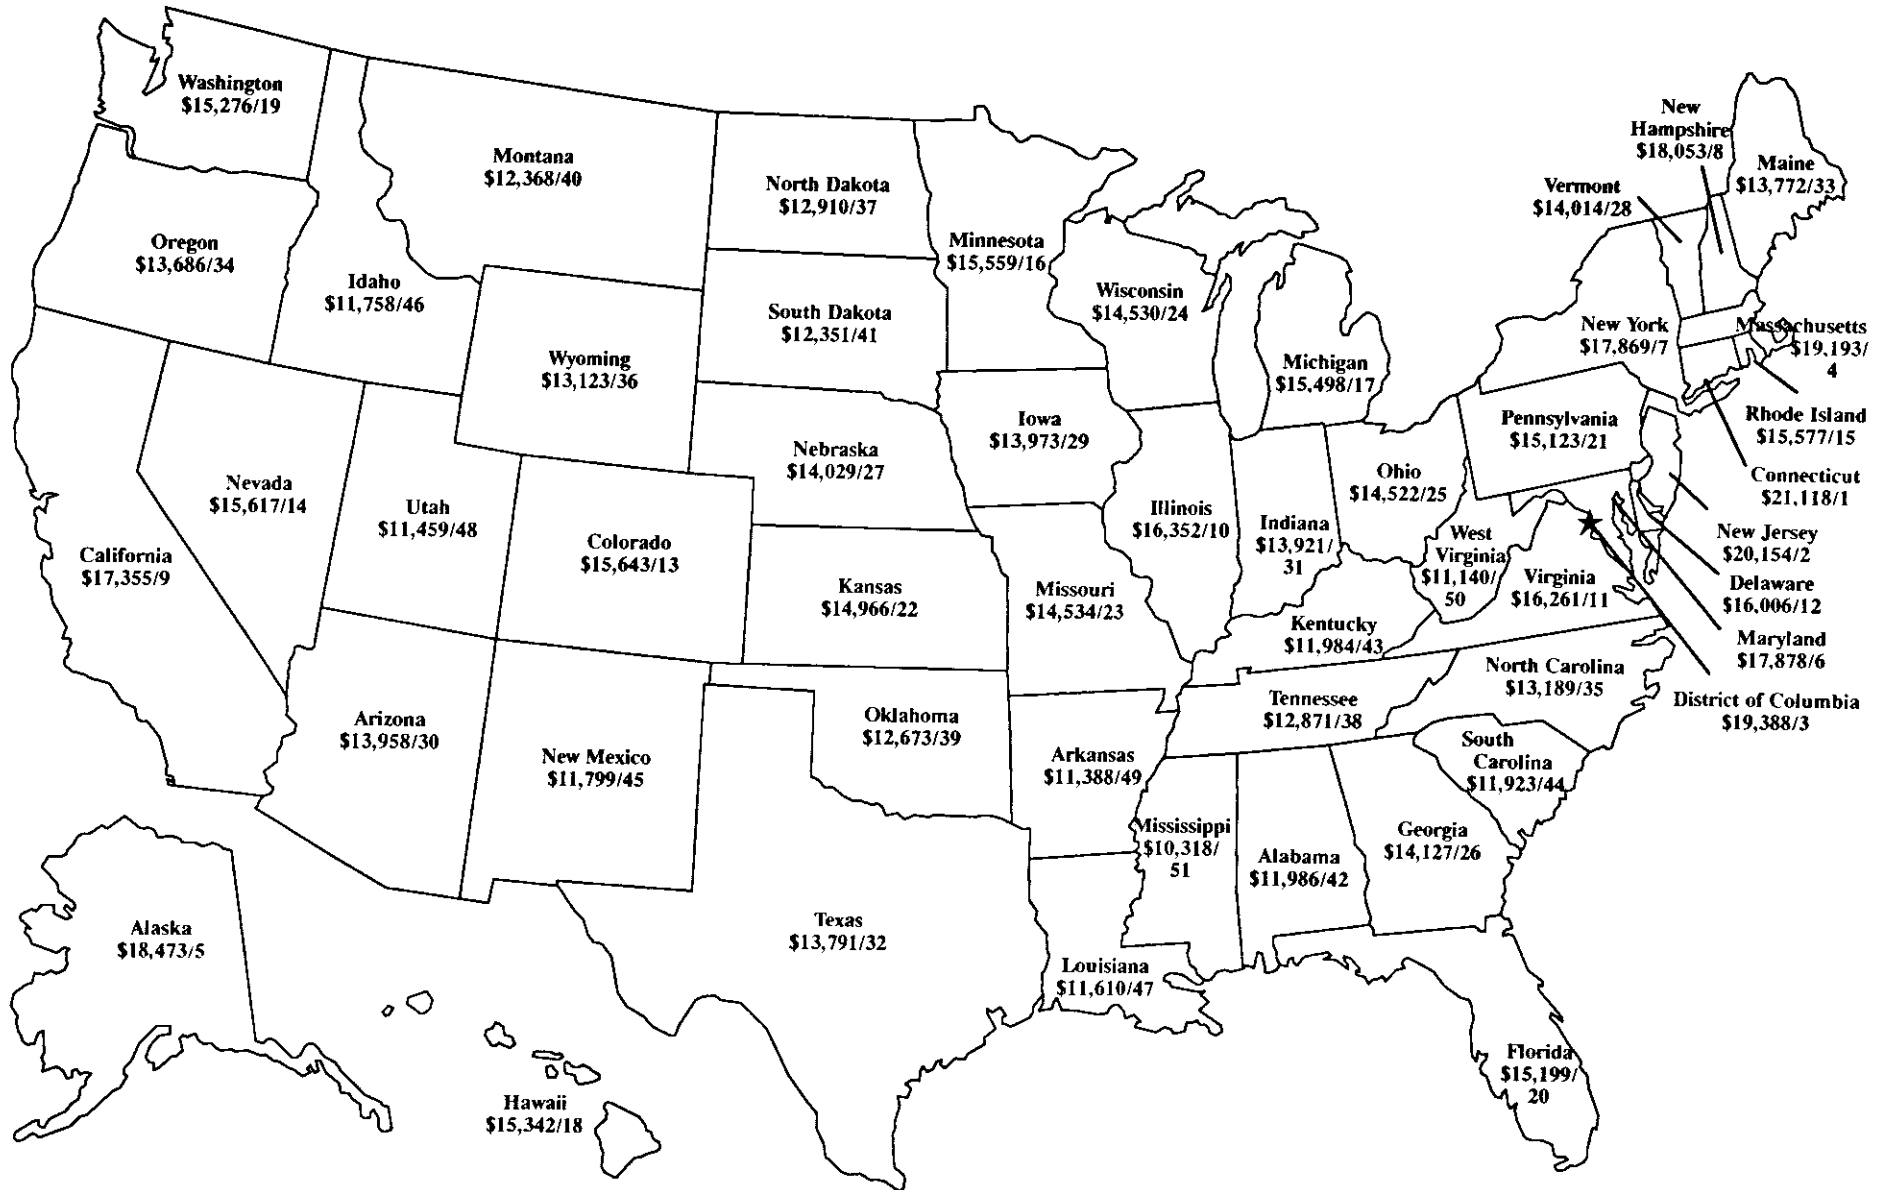 Washington
$15,276/19
Montana
$12,368/40
North Dakota
$12,910/37
Minnesota
$15,559/16
New
Hampshire
$18,053/8
Maine
$13,772/33
Vermont
$14,014/28
Oregon
$13,686/34
Idaho
$11,758/46
South Dakota
$12,351/41
Wisconsin
$14,530/24
New York
$17,869/7
Massachusetts
$19,193/
4
Wyoming
$13,123/36
Michigan
$15,498/17
Rhode Island
$15,577/15
Iowa
$13,973/29
Pennsylvania
$15,123/21
Nebraska
$14,029/27
Ohio
$14,522/25
Connecticut
$21,118/1
Nevada
$15,617/14
Utah
$11,459/48
Illinois
$16,352/10
Indiana
$13,921/
31
West
Virginia
$11,140/
50
New Jersey
$20,154/2
California
$17,355/9
Colorado
$15,643/13
Kansas
$14,966/22
Missouri
$14,534/23
Virginia
$16,261/11
Delaware
$16,006/12
Kentucky
$11,984/43
Maryland
$17,878/6
North Carolina
$13,189/35
District of Columbia
$19,388/3
Arizona
$13,958/30
New Mexico
$11,799/45
Oklahoma
$12,673/39
Tennessee
$12,871/38
Arkansas
$11,388/49
South
Carolina
$11,923/44
Mississippi
$10,318/
51
Alabama
$11,986/42
Georgia
$14,127/26
Alaska
$18,473/5
Texas
$13,791/32
Louisiana
$11,610/47
Florida
$15,199/
20
Hawaii
$15,342/18